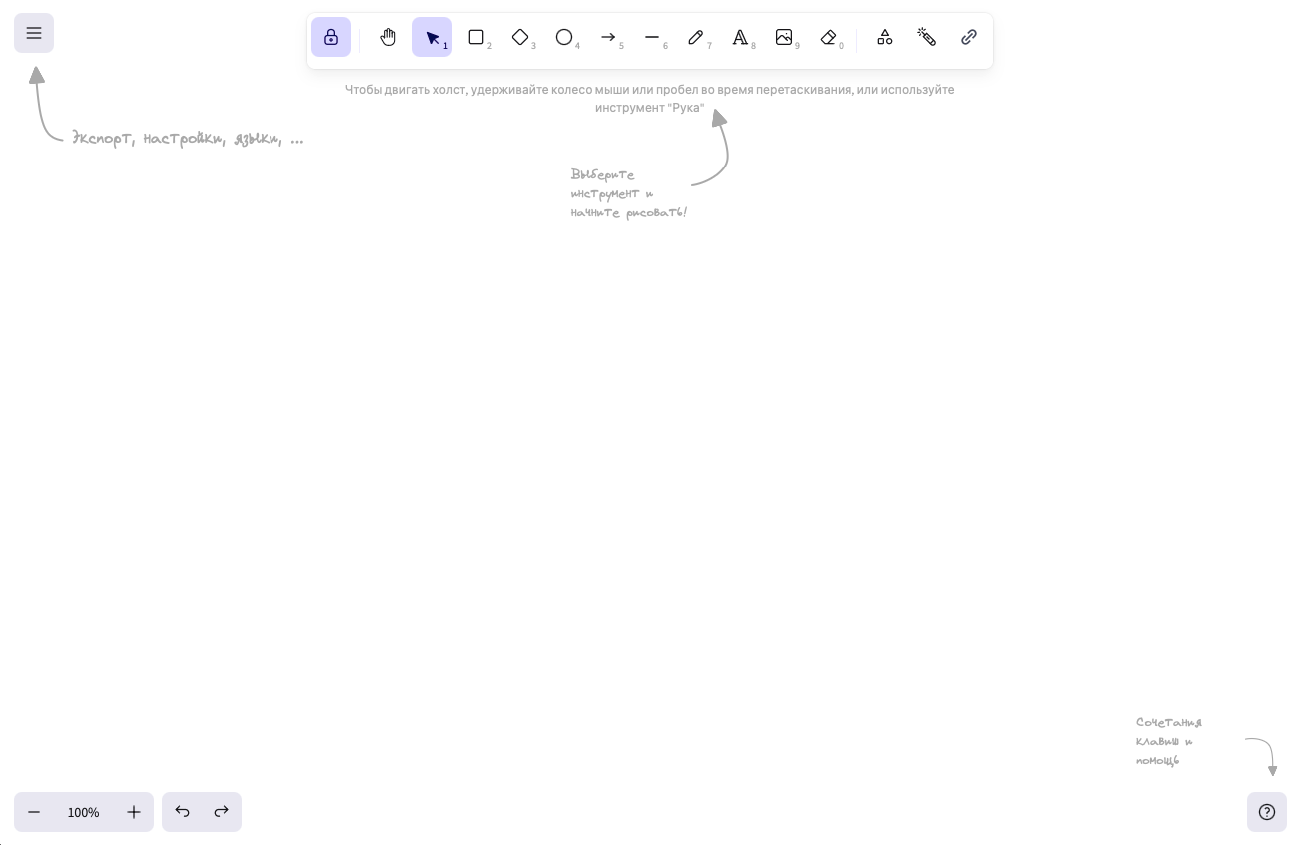 1
2
3
4
5
6
7
8
9
0
Чтобы двигать холст, удерживайте колесо мыши или пробел во время перетаскивания, или используйте
инструмент "Рука"
Экспорт, настройки, языки, ...
Выберите
инструмент и
начните рисовать!
Сочетания
клавиш и
помощь
100%